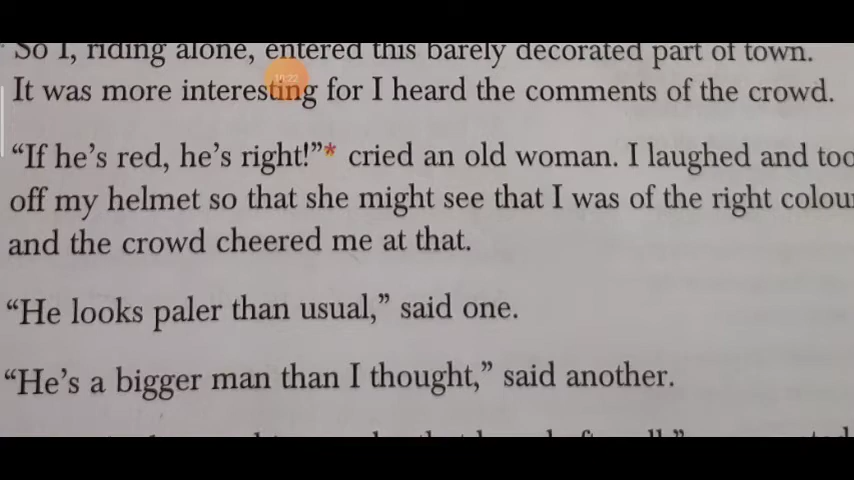 So I, riding alone, entered this barely decorated part of town.
10:22
It was more interesting for I heard the comments of the crowd.
“If he’s red, he’s right!”* cried an old woman. I laughed and too
off my helmet so that she might see that I was of the right colou
and the crowd cheered me at that.
“He looks paler than usual,” said one.
“He’s a bigger man than I thought,” said another.